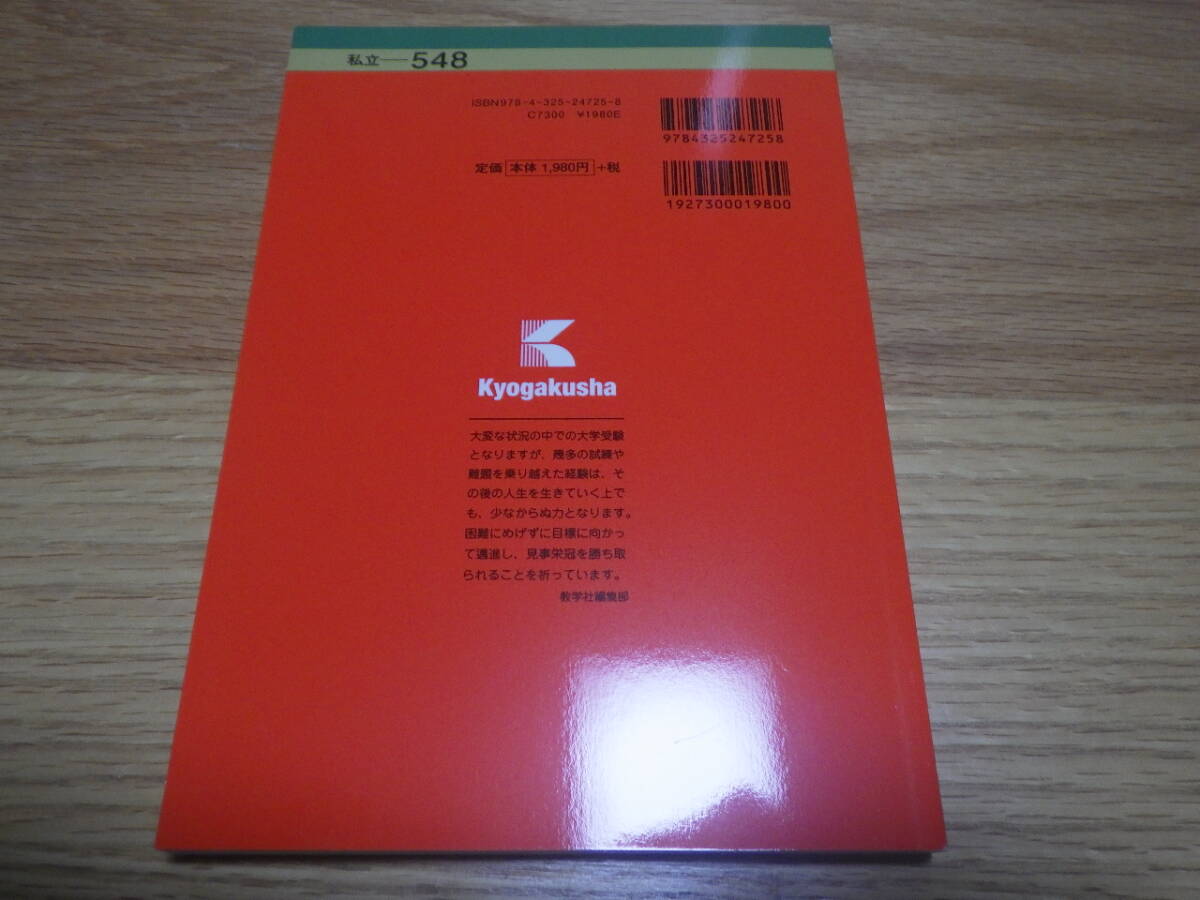 私立—548
ISBN978-4-325-24725-8
C7300 ¥1980E
9784325247258
定価 本体 1,980円 +税
1927300019800
Kyogakusha
大変な状況の中での大学受験
となりますが、幾多の試練や
難題を乗り越えた経験は、そ
の後の人生を生きていく上で
も、少なからぬ力となります。
困難にめげずに目標に向かっ
て邁進し、見事栄冠を勝ち取
られることを祈っています。
教学社編集部